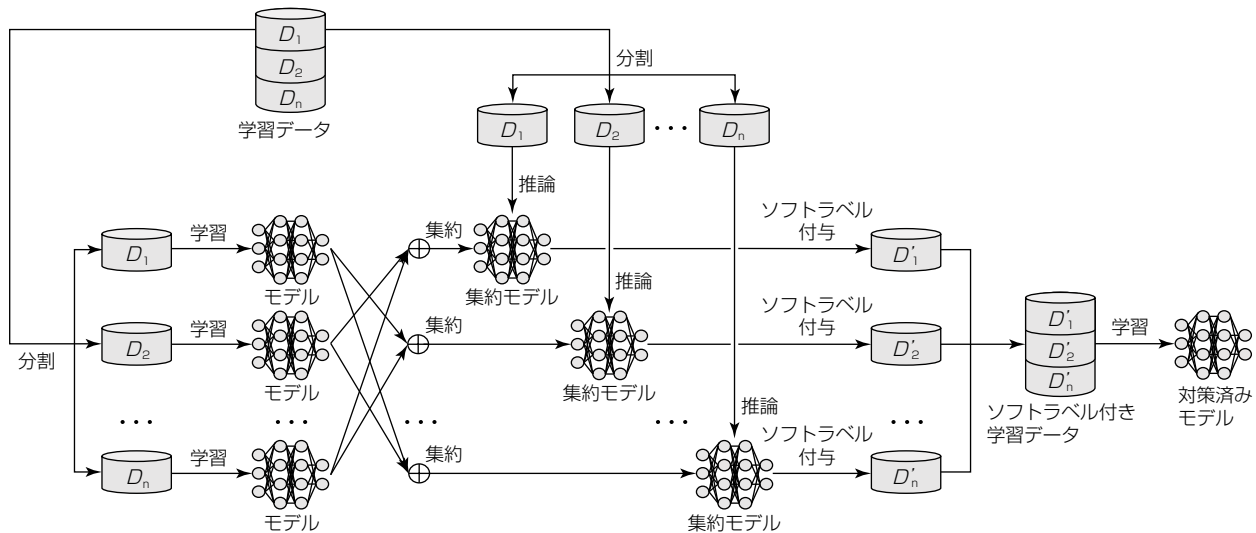 D1
D2
Dn
学習データ
分割
D1
D2
・・・
Dn
推論
推論
推論
分割
D1
学習
モデル
集約
集約モデル
ソフトラベル
付与
D'1
D2
学習
モデル
集約
集約モデル
ソフトラベル
付与
D'2
・・・
・・・
・・・
・・・
・・・
Dn
学習
モデル
集約
集約モデル
ソフトラベル
付与
D'n
D'1
D'2
D'n
ソフトラベル付き
学習データ
学習
対策済み
モデル